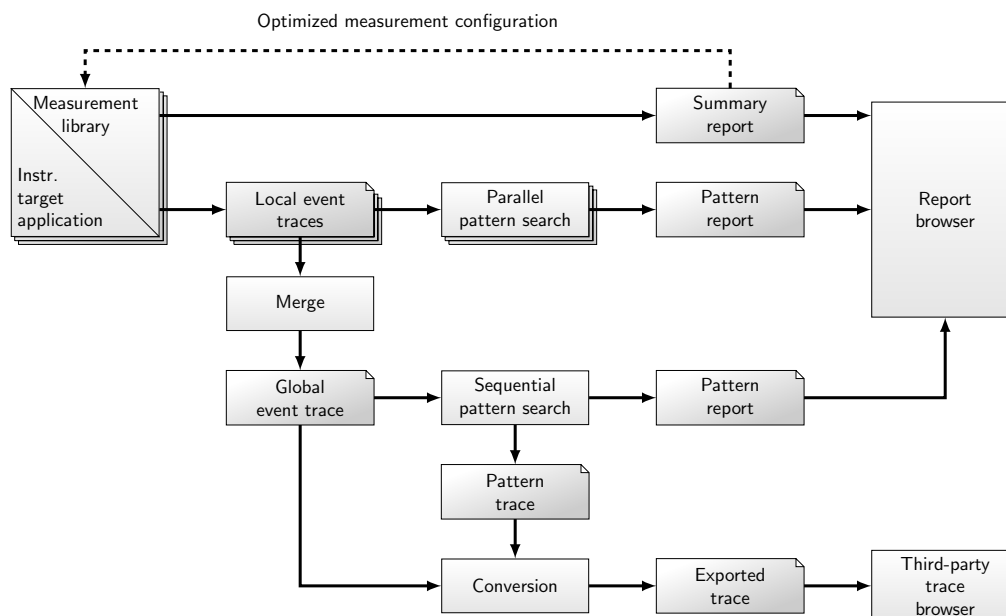 Optimized measurement configuration
Measurement
library
Instr.
target
application
Summary
report
Local event
traces
Parallel
pattern search
Pattern
report
Report
browser
Merge
Global
event trace
Sequential
pattern search
Pattern
report
Pattern
trace
Conversion
Exported
trace
Third-party
trace
browser